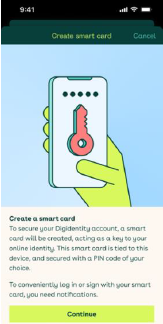 9:41
Create smart card Cancel
Create a smart card
To secure your Digidentity account, a smart
card will be created, acting as a key to your
online identity. This smart card is tied to this
device, and secured with a PIN code of your
choice.
To conveniently log in or sign with your smart
card, you need notifications.
Continue